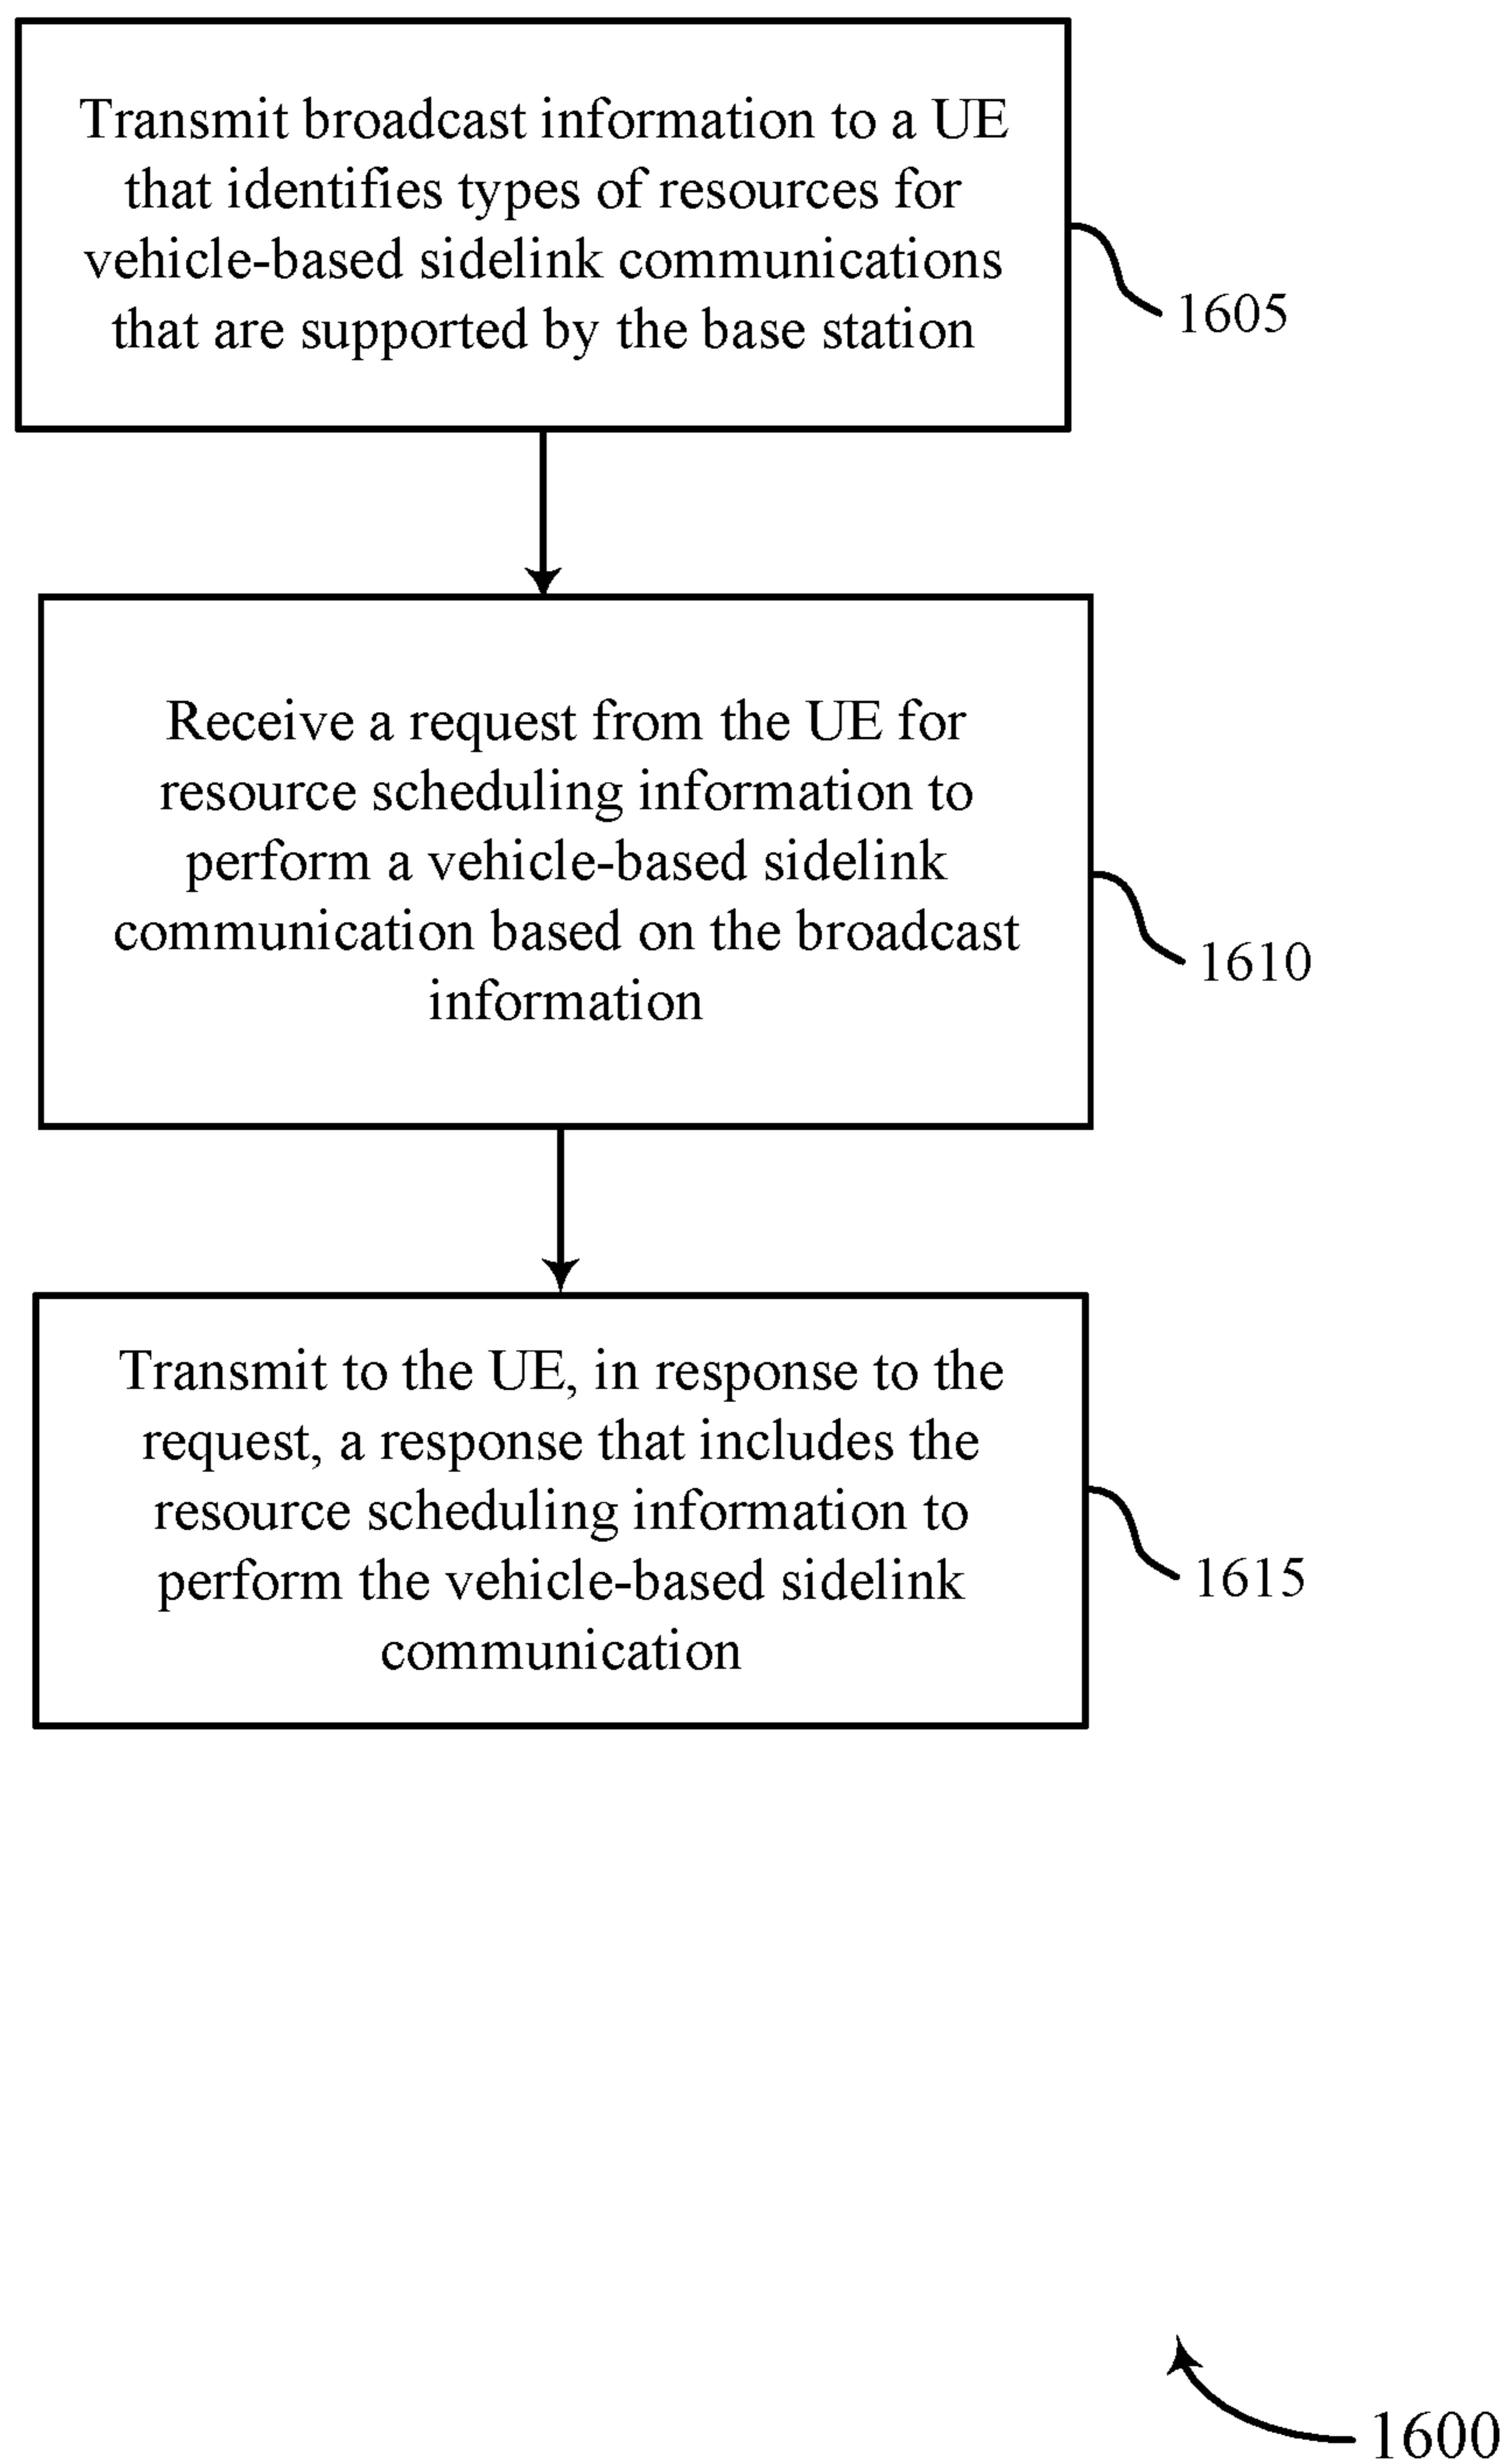 Transmit broadcast information to a UE
that identifies types of resources for
vehicle-based sidelink communications
that are supported by the base station
1605
Receive a request from the UE for
resource scheduling information to
perform a vehicle-based sidelink
communication based on the broadcast
information
1610
Transmit to the UE, in response to the
request, a response that includes the
resource scheduling information to
perform the vehicle-based sidelink
communication
1615
1600